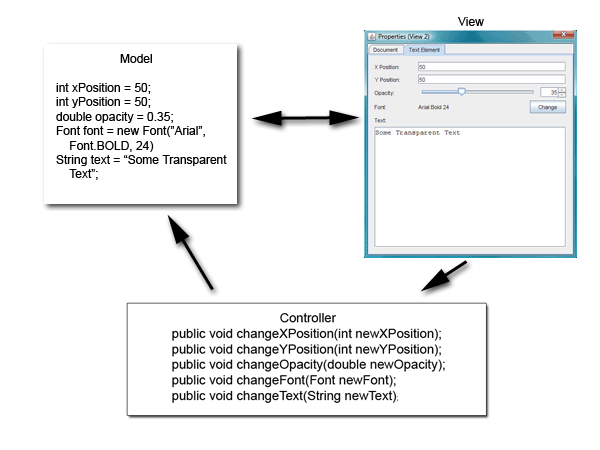 Model
int xPosition = 50;
int yPosition = 50;
double opacity = 0.35;
Font font = new Font("Arial",
Font.BOLD, 24)
String text = “Some Transparent
Text”;
View
Properties (View 2)
Document Text Element
X Position: 50
Y Position: 50
Opacity: 35
Font: Arial Bold 24 Change
Text:
Some Transparent Text
Controller
public void changeXPosition(int newXPosition);
public void changeYPosition(int newYPosition);
public void changeOpacity(double newOpacity);
public void changeFont(Font newFont);
public void changeText(String newText);